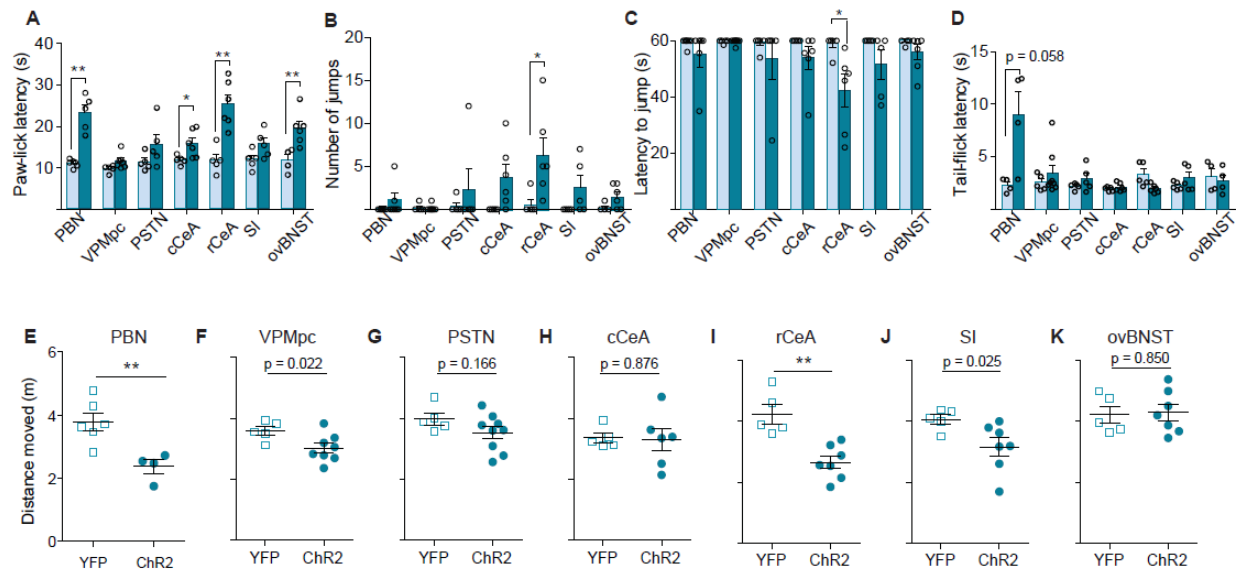 A
Paw-lick latency (s)
40
30
20
10
0
**
*
**
**
PBN
VPMpc
PSTN
cCeA
rCeA
SI
ovBNST
B
Number of jumps
20
15
10
5
0
*
PBN
VPMpc
PSTN
cCeA
rCeA
SI
ovBNST
C
Latency to jump (s)
60
40
20
60
*
PBN
VPMpc
PSTN
cCeA
rCeA
SI
ovBNST
D
Tail-flick latency (s)
15
10
5
0
p = 0.058
PBN
VPMpc
PSTN
cCeA
rCeA
SI
ovBNST
E
PBN
Distance moved (m)
6
4
2
0
**
YFP
ChR2
F
VPMpc
p = 0.022
YFP
ChR2
G
PSTN
p = 0.166
YFP
ChR2
H
cCeA
p = 0.876
YFP
ChR2
I
rCeA
**
YFP
ChR2
J
SI
p = 0.025
YFP
ChR2
K
ovBNST
p = 0.850
YFP
ChR2